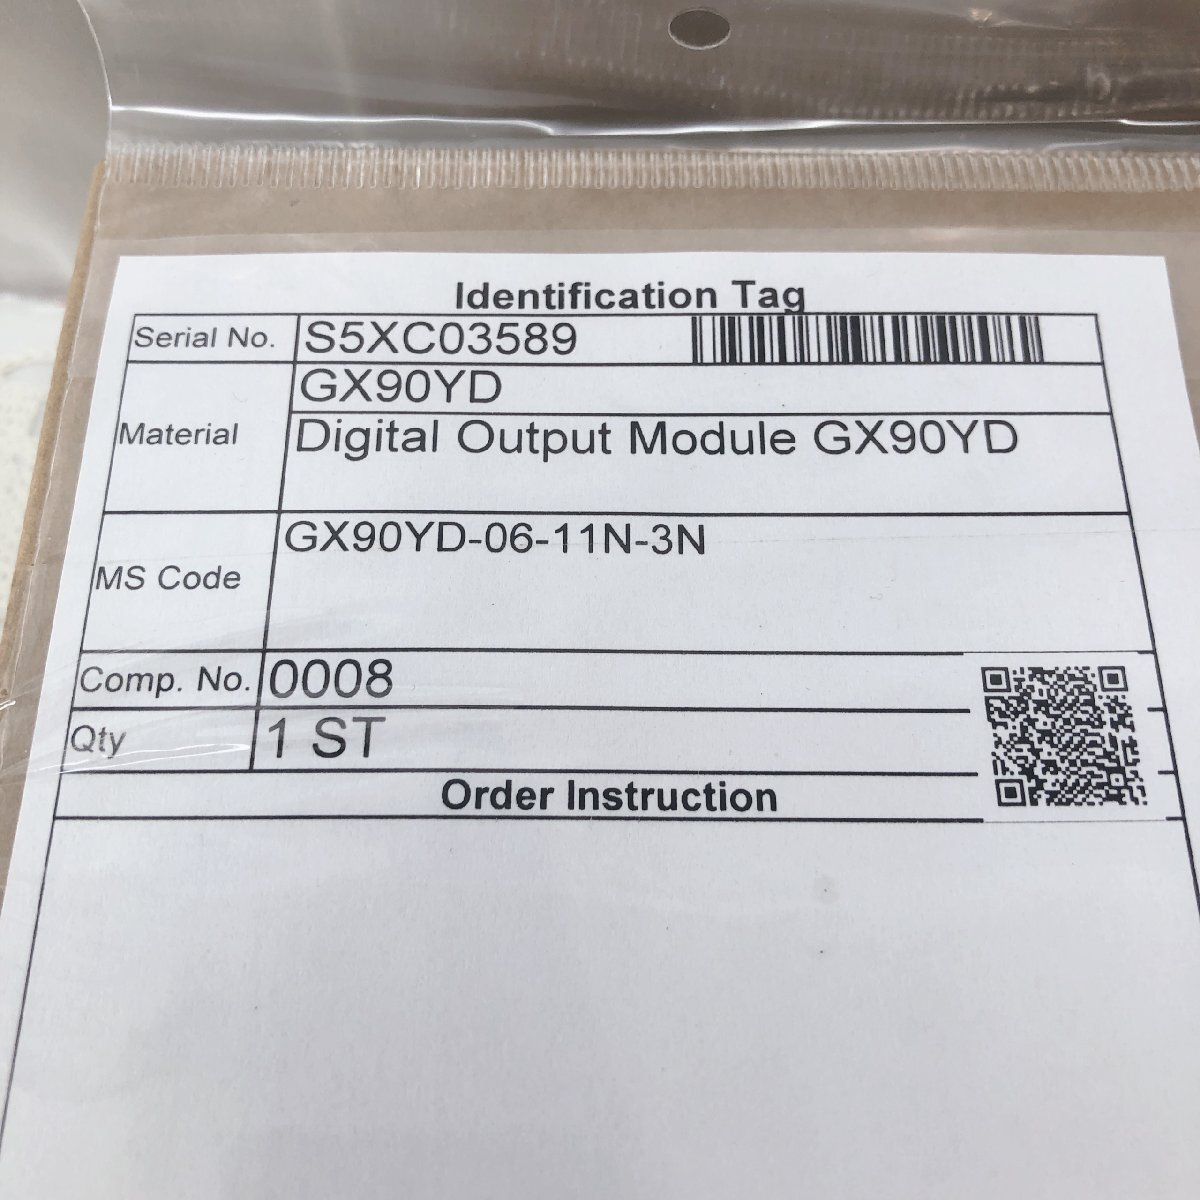 Identification Tag
Serial No. S5XC03589
Material GX90YD
Digital Output Module GX90YD
MS Code GX90YD-06-11N-3N
Comp. No. 0008
Qty 1 ST
Order Instruction